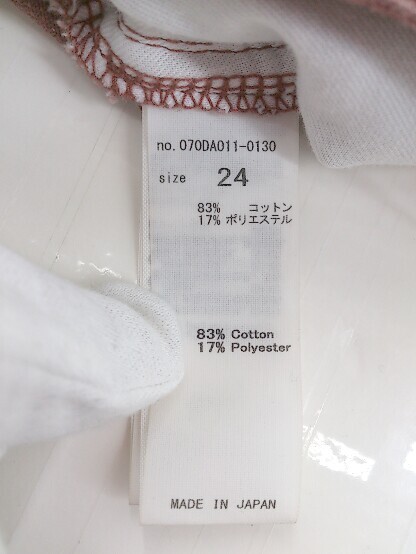 no. 070DA011-0130
size 24
83% コットン
17% ポリエステル
83% Cotton
17% Polyester
MADE IN JAPAN